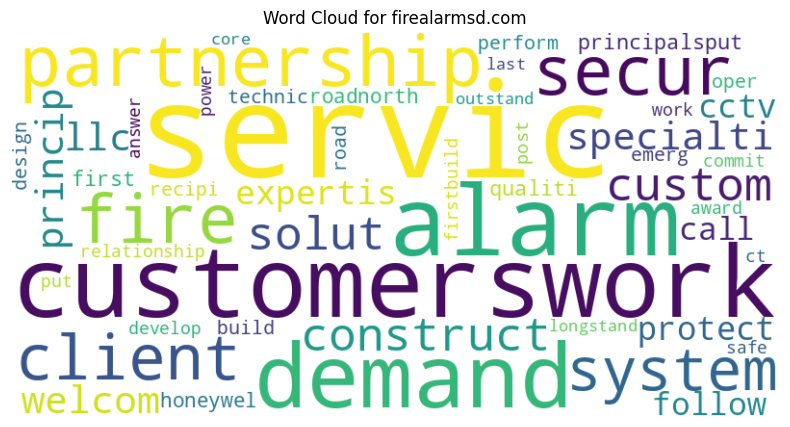 Word Cloud for firealarmsd.com
core
partnership
perform
principalsput
last
secur
oper
power
technic
roadnorth
outstand
work
cctv
servic
llc
answer
princip
design
road
post
specialti
emerg
commit
first
recipi
expertis
firstbuild
qualiti
custom
fire
solut
alarm
award
call
relationship
ct
put
customerswork
develop
build
construct
longstand
protect
safe
client
demand
system
welcom
honeywel
follow